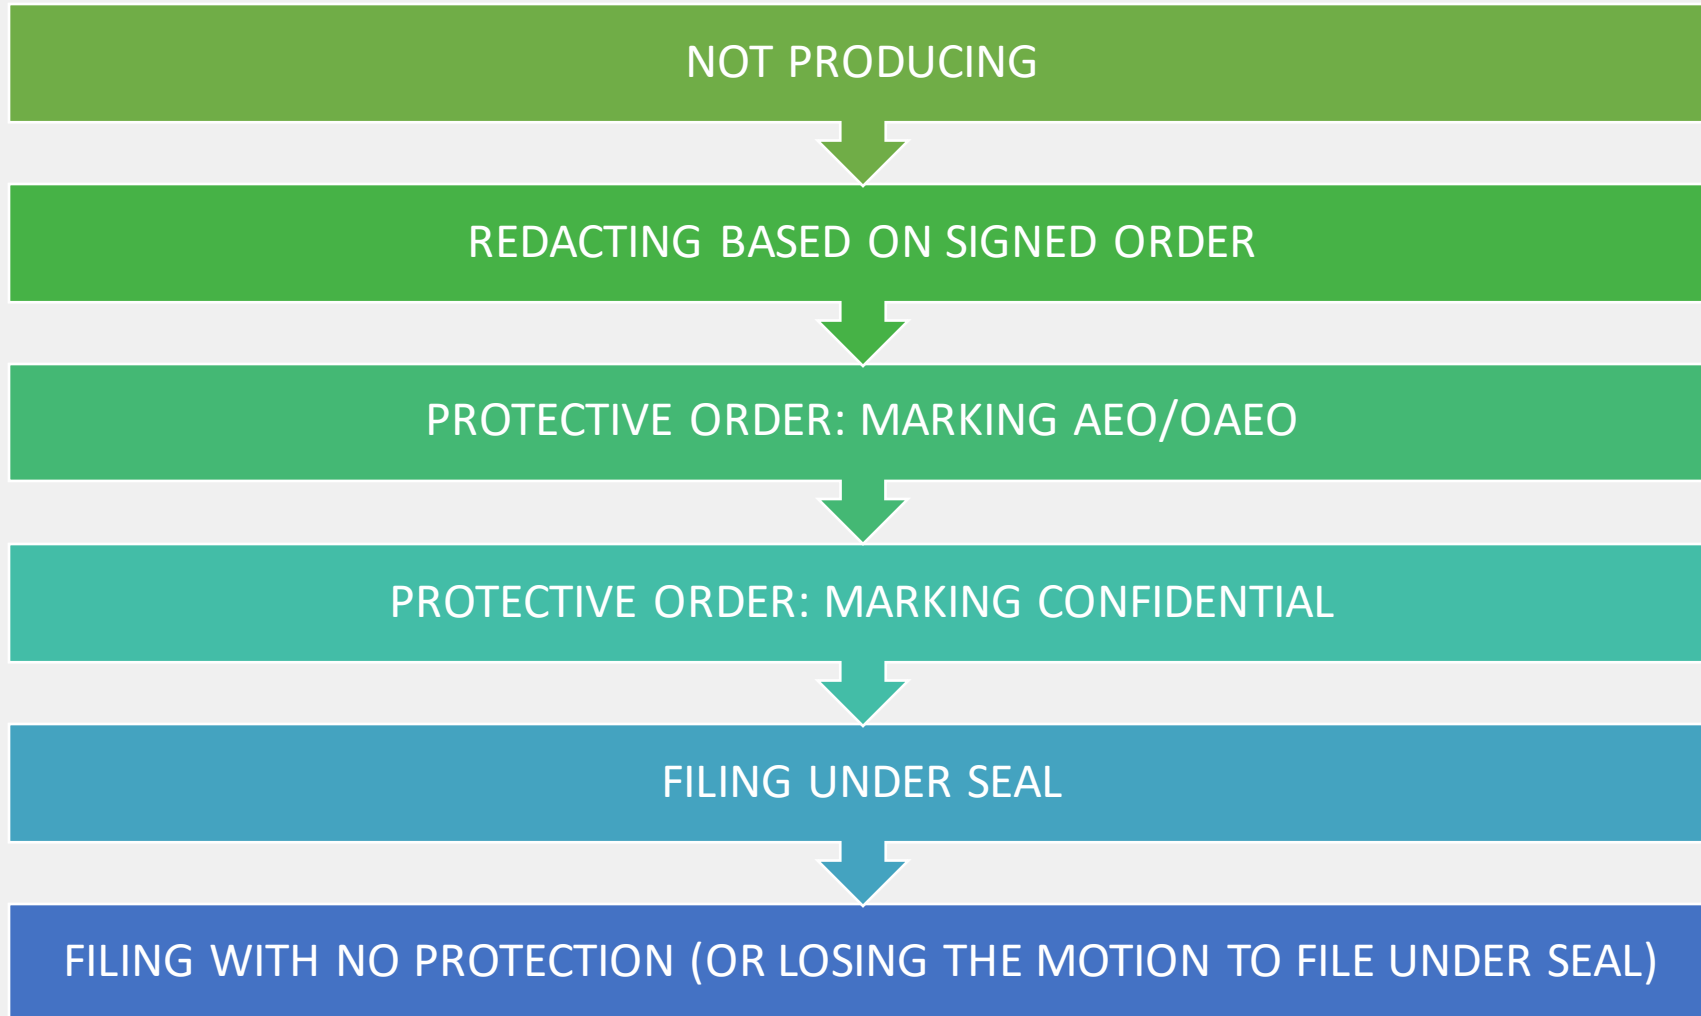 NOT PRODUCING
REDACTING BASED ON SIGNED ORDER
PROTECTIVE ORDER: MARKING AEO/OAEO
PROTECTIVE ORDER: MARKING CONFIDENTIAL
FILING UNDER SEAL
FILING WITH NO PROTECTION (OR LOSING THE MOTION TO FILE UNDER SEAL)